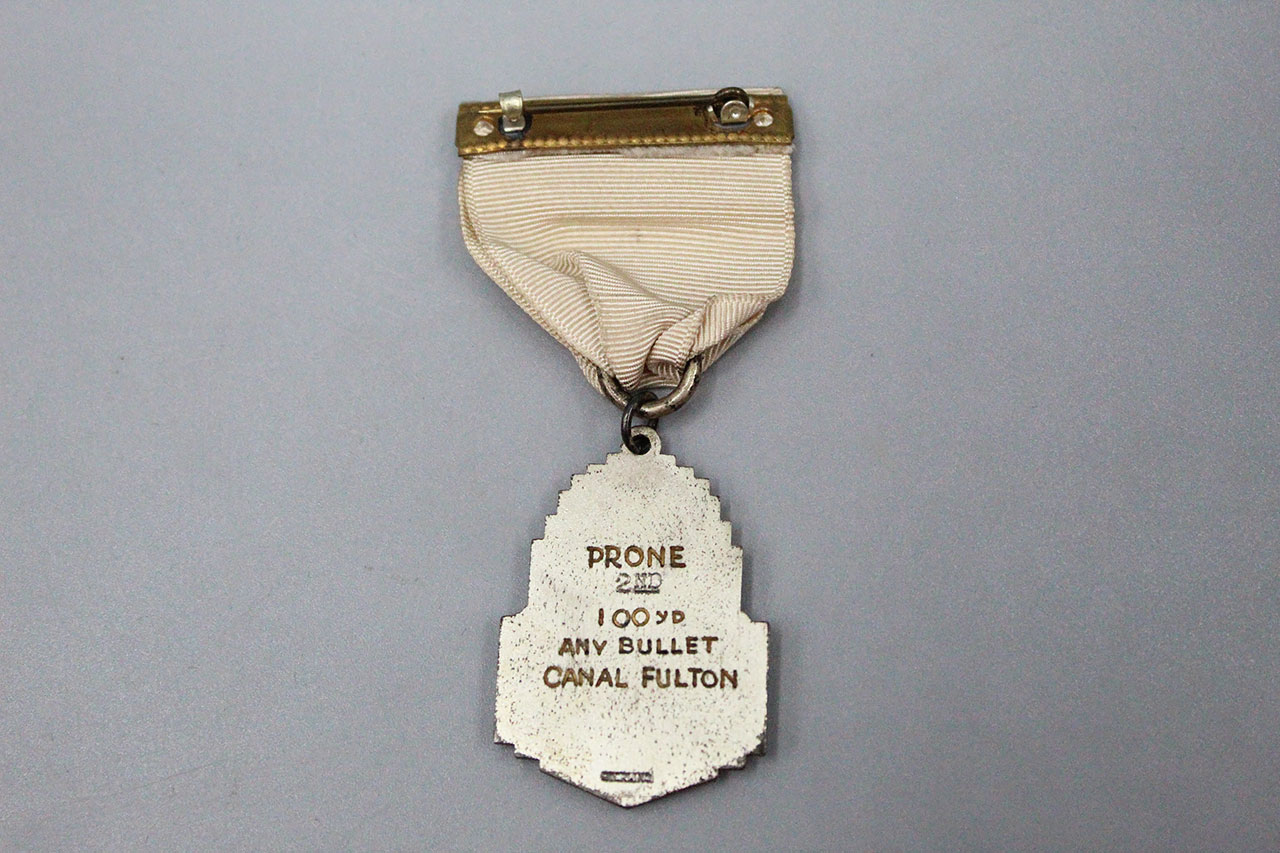 PRONE
2ND
100 YD
ANY BULLET
CANAL FULTON